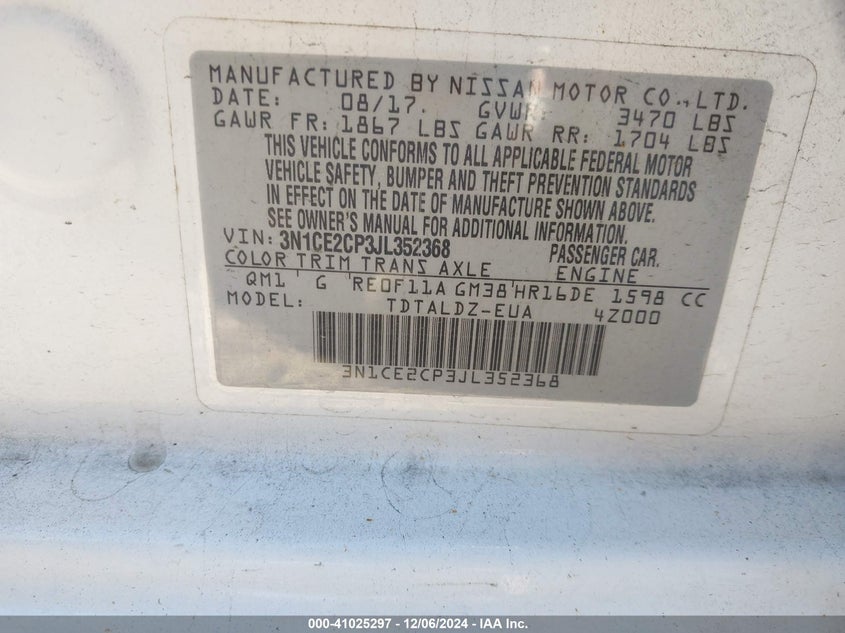 MANUFACTURED BY NISSAN MOTOR CO., LTD.
DATE: 08/17. GVWR 3470 LBS
GAWR FR: 1867 LBS GAWR RR: 1704 LBS
THIS VEHICLE CONFORMS TO ALL APPLICABLE FEDERAL MOTOR
VEHICLE SAFETY, BUMPER AND THEFT PREVENTION STANDARDS
IN EFFECT ON THE DATE OF MANUFACTURE SHOWN ABOVE.
SEE OWNER'S MANUAL FOR ADDITIONAL INFORMATION.
VIN: 3N1CE2CP3JL352368 PASSENGER CAR.
COLOR TRIM TRANS AXLE ENGINE
QM1 G RE0F11A GM38 HR16DE 1598 CC
MODEL: TDTALDZ-EUA 4Z000
3N1CE2CP3JL352368
000-41025297 - 12/06/2024 - IAA Inc.